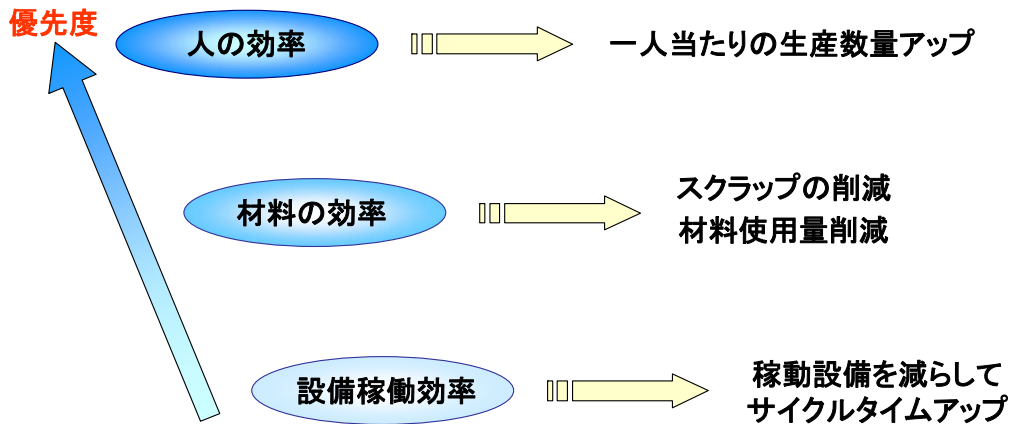 優先度
人の効率
一人当たりの生産数量アップ
材料の効率
スクラップの削減
材料使用量削減
設備稼働効率
稼動設備を減らして
サイクルタイムアップ